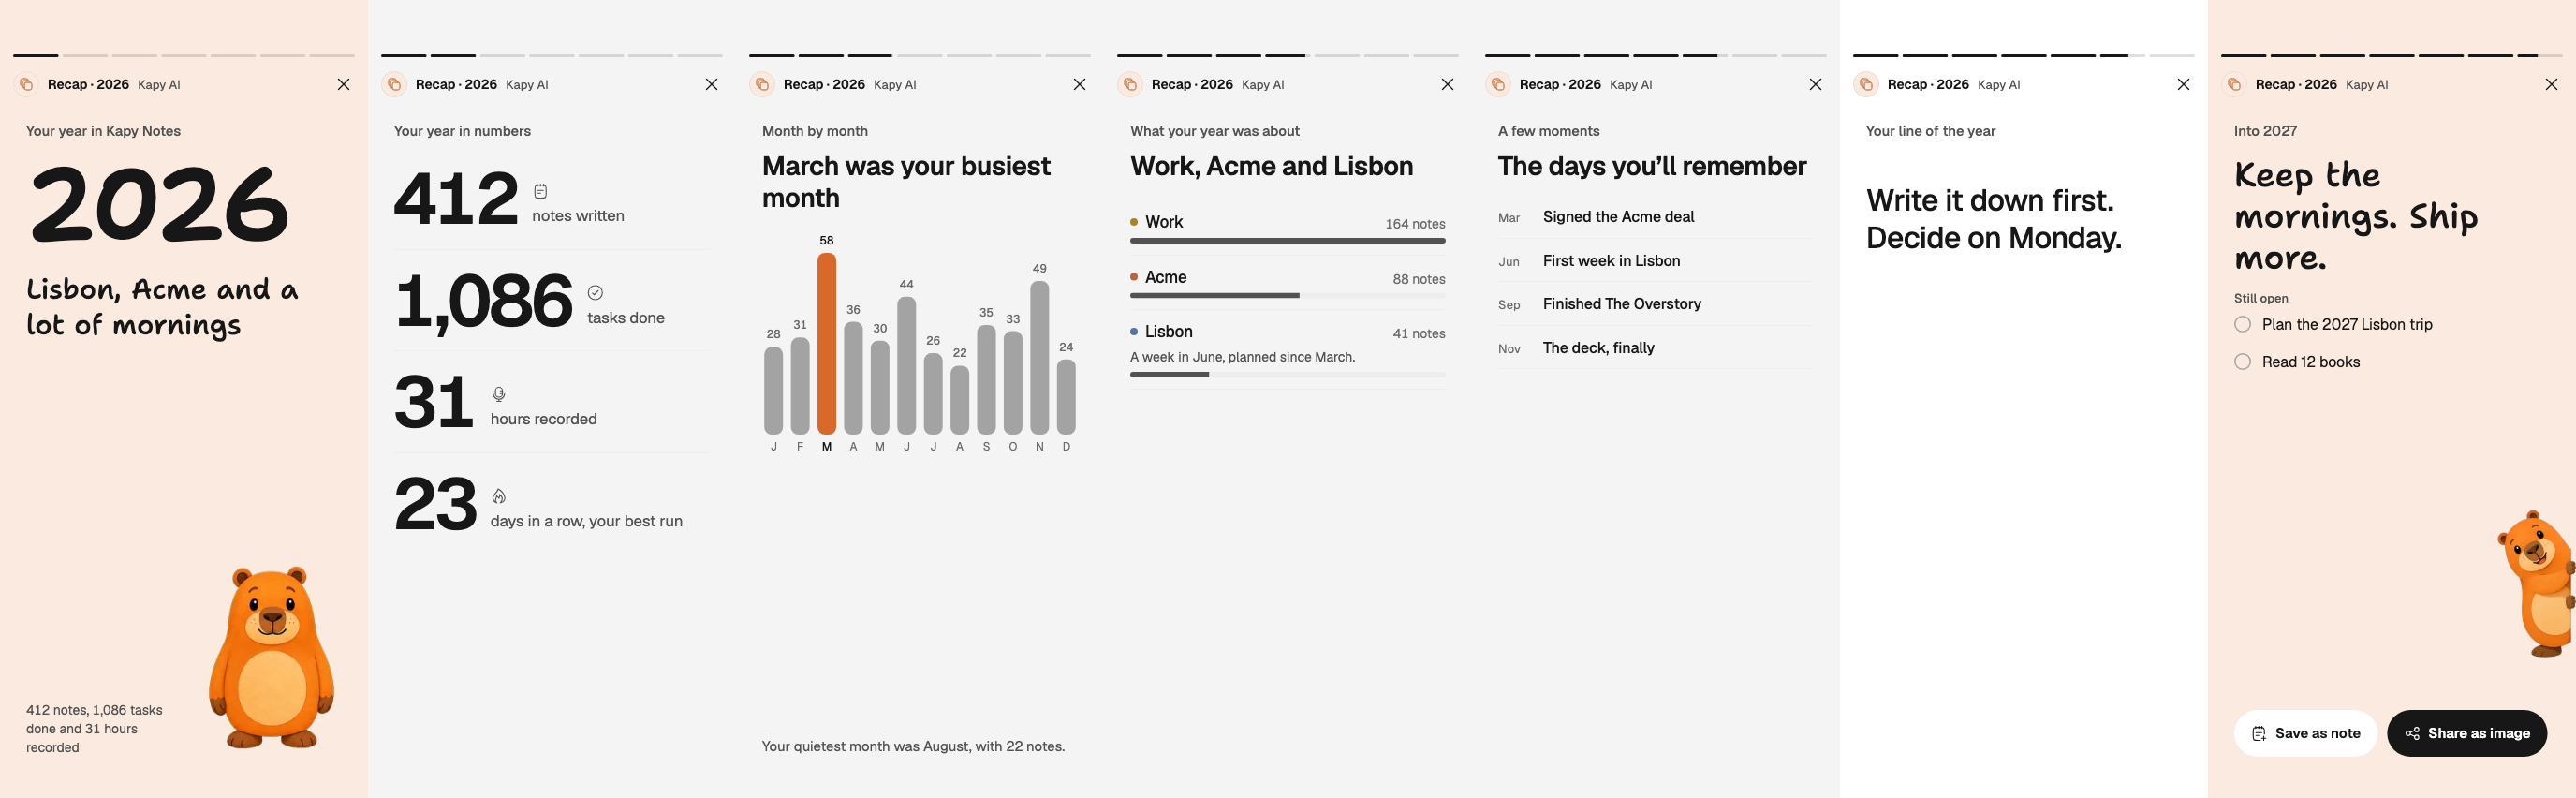 Recap · 2026 Kapy AI
Your year in Kapy Notes
2026
Lisbon, Acme and a
lot of mornings
412 notes, 1,086 tasks
done and 31 hours
recorded
Recap · 2026 Kapy AI
Your year in numbers
412
notes written
1,086
tasks done
31
hours recorded
23
days in a row, your best run
Recap · 2026 Kapy AI
Month by month
March was your busiest
month
28 31 58 36 30 44 26 22 35 33 49 24
J F M A M J J A S O N D
Your quietest month was August, with 22 notes.
Recap · 2026 Kapy AI
What your year was about
Work, Acme and Lisbon
Work 164 notes
Acme 88 notes
Lisbon 41 notes
A week in June, planned since March.
Recap · 2026 Kapy AI
A few moments
The days you’ll remember
Mar Signed the Acme deal
Jun First week in Lisbon
Sep Finished The Overstory
Nov The deck, finally
Recap · 2026 Kapy AI
Your line of the year
Write it down first.
Decide on Monday.
Recap · 2026 Kapy AI
Into 2027
Keep the
mornings. Ship
more.
Still open
Plan the 2027 Lisbon trip
Read 12 books
Save as note
Share as image